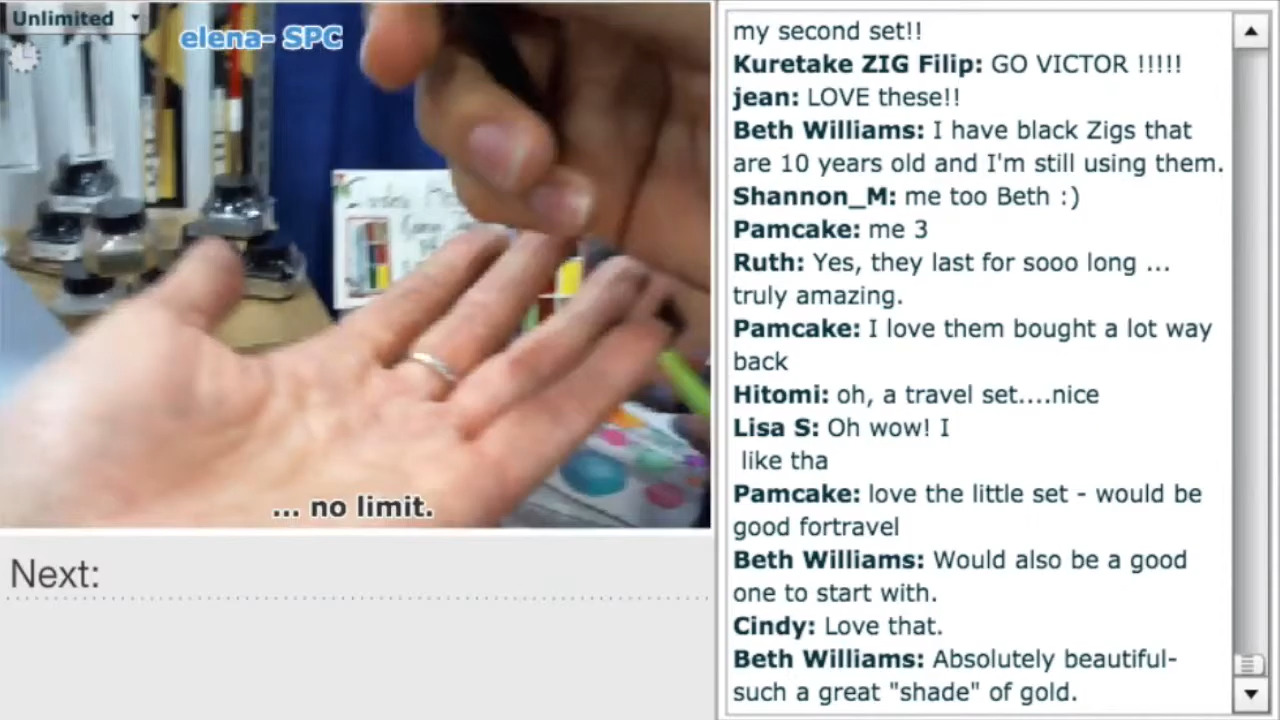 Unlimited
elena- SPC
... no limit.
Next:
my second set!!
Kuretake ZIG Filip: GO VICTOR !!!!!
jean: LOVE these!!
Beth Williams: I have black Zigs that
are 10 years old and I'm still using them.
Shannon_M: me too Beth :)
Pamcake: me 3
Ruth: Yes, they last for sooo long ...
truly amazing.
Pamcake: I love them bought a lot way
back
Hitomi: oh, a travel set....nice
Lisa S: Oh wow! I
like tha
Pamcake: love the little set - would be
good fortravel
Beth Williams: Would also be a good
one to start with.
Cindy: Love that.
Beth Williams: Absolutely beautiful-
such a great "shade" of gold.